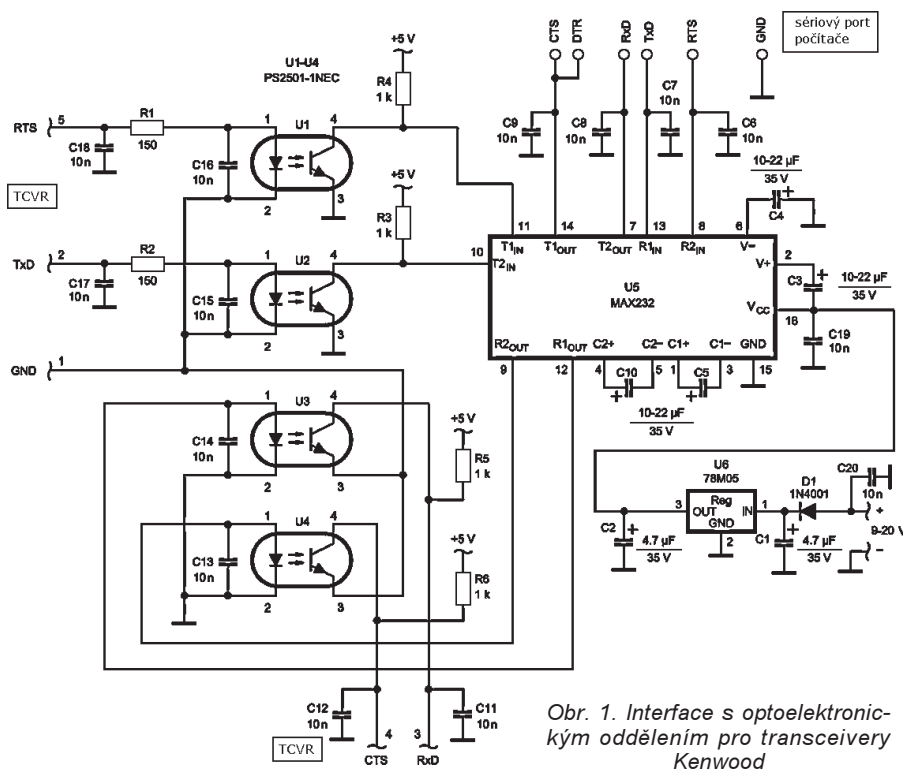 CTS
DTR
RxD
TxD
RTS
GND
sériový port
počítače
U1–U4
PS2501-1NEC
+5 V
R4
1 k
C9
10n
C8
10n
C7
10n
C6
10n
RTS
5
R1
150
C18
10n
C16
10n
1
U1
4
2
3
TCVR
+5 V
R3
1 k
10-22 µF
35 V
+
C4
11
14
7
13
8
6
T1IN
T1OUT
T2OUT
R1IN
R2IN
V–
TxD
2
R2
150
C17
10n
C15
10n
1
U2
4
2
3
10
T2IN
U5
MAX232
V+
2
C3
+
10-22 µF
35 V
VCC
16
C19
10n
GND
1
R2OUT
R1OUT
C2+
C2–
C1+
C1–
GND
9
12
4
5
1
3
15
+
C10
+
C5
10-22 µF
35 V
C14
10n
1
U3
4
2
3
+5 V
R5
1 k
C13
10n
1
U4
4
2
3
+5 V
R6
1 k
U6
78M05
3
OUT
Reg
IN
GND
1
2
D1
1N4001
C20
10n
+
9-20 V
–
C2
+
4.7 µF
35 V
C1
+
4.7 µF
35 V
C12
10n
C11
10n
TCVR
4
CTS
3
RxD
Obr. 1. Interface s optoelektronic-
kým oddělením pro transceivery
Kenwood